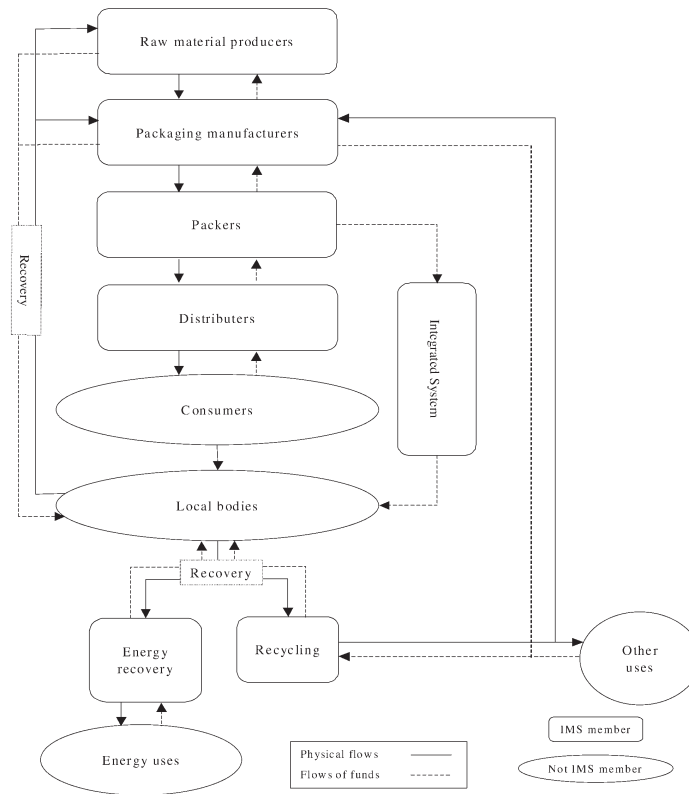 Raw material producers
Packaging manufacturers
Packers
Recovery
Distributers
Integrated System
Consumers
Local bodies
Recovery
Energy
recovery
Recycling
Other
uses
IMS member
Energy uses
Physical flows
Flows of funds
Not IMS member